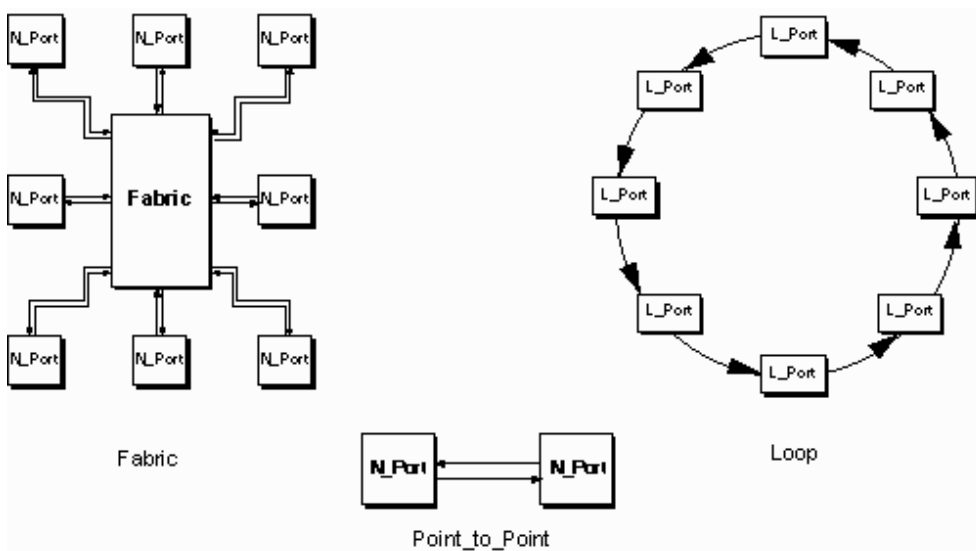 N_Port N_Port N_Port
N_Port Fabric N_Port
N_Port N_Port N_Port
Fabric
L_Port
L_Port L_Port
L_Port L_Port
L_Port L_Port
L_Port
Loop
N_Port N_Port
Point_to_Point